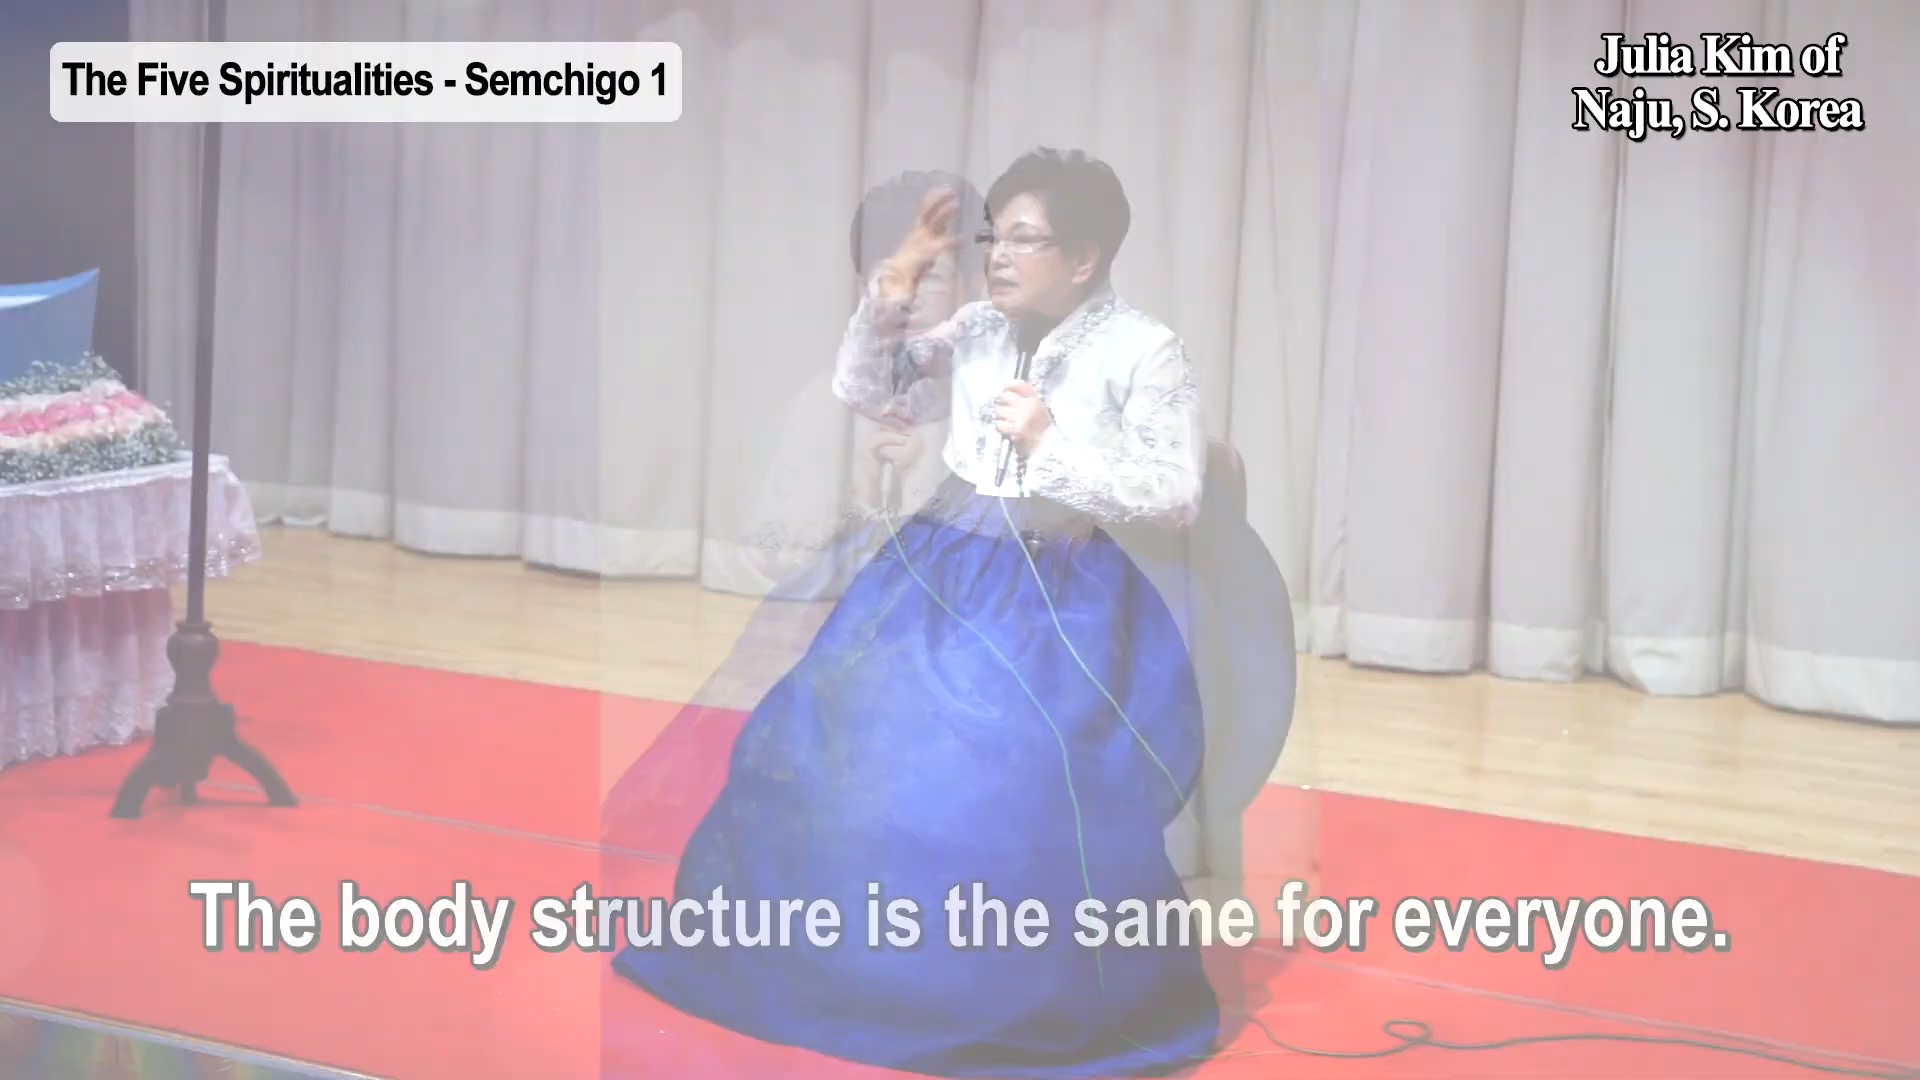 The Five Spiritualities - Semchigo 1
Julia Kim of
Naju, S. Korea
The body structure is the same for everyone.